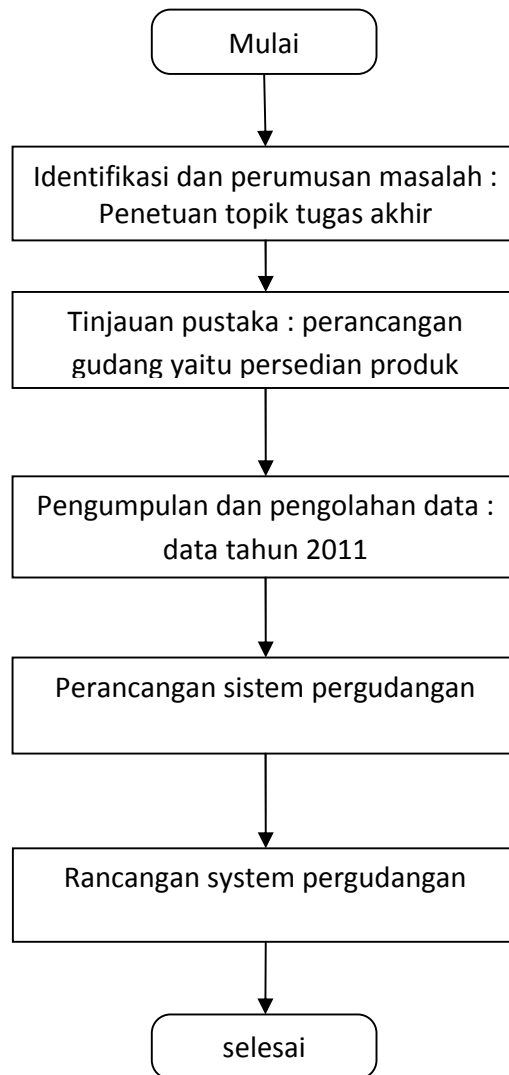 Mulai
Identifikasi dan perumusan masalah :
Penetuan topik tugas akhir
Tinjauan pustaka : perancangan
gudang yaitu persedian produk
Pengumpulan dan pengolahan data :
data tahun 2011
Perancangan sistem pergudangan
Rancangan system pergudangan
selesai